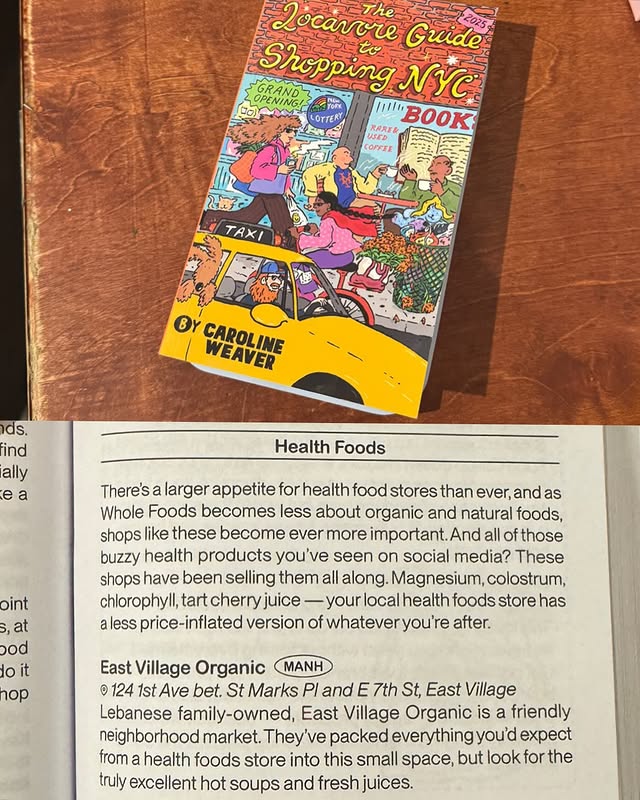 The
Locavore Guide
to
Shopping NYC
2025
GRAND
OPENING!
NEW
YORK
LOTTERY
BOOK
RARE &
USED
COFFEE
TAXI
BY CAROLINE
WEAVER
nds.
find
ially
ke a
oint
s, at
ood
do it
hop
Health Foods
There's a larger appetite for health food stores than ever, and as
Whole Foods becomes less about organic and natural foods,
shops like these become ever more important. And all of those
buzzy health products you've seen on social media? These
shops have been selling them all along. Magnesium, colostrum,
chlorophyll, tart cherry juice — your local health foods store has
a less price-inflated version of whatever you're after.
East Village Organic MANH
124 1st Ave bet. St Marks Pl and E 7th St, East Village
Lebanese family-owned, East Village Organic is a friendly
neighborhood market. They've packed everything you'd expect
from a health foods store into this small space, but look for the
truly excellent hot soups and fresh juices.